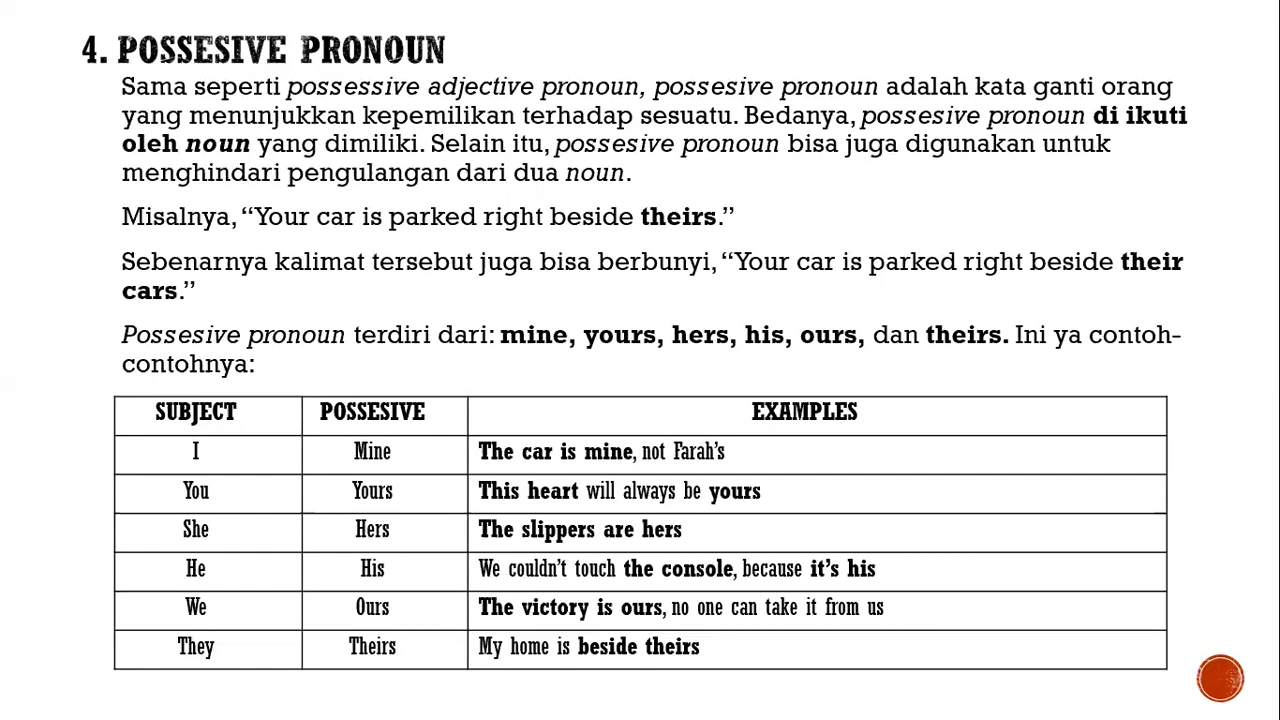 4. POSSESIVE PRONOUN
Sama seperti possessive adjective pronoun, possesive pronoun adalah kata ganti orang
yang menunjukkan kepemilikan terhadap sesuatu. Bedanya, possesive pronoun di ikuti
oleh noun yang dimiliki. Selain itu, possesive pronoun bisa juga digunakan untuk
menghindari pengulangan dari dua noun.
Misalnya, “Your car is parked right beside theirs.”
Sebenarnya kalimat tersebut juga bisa berbunyi, “Your car is parked right beside their
cars.”
Possesive pronoun terdiri dari: mine, yours, hers, his, ours, dan theirs. Ini ya contoh-
contohnya:
SUBJECT POSSESIVE EXAMPLES
I Mine The car is mine, not Farah’s
You Yours This heart will always be yours
She Hers The slippers are hers
He His We couldn’t touch the console, because it’s his
We Ours The victory is ours, no one can take it from us
They Theirs My home is beside theirs